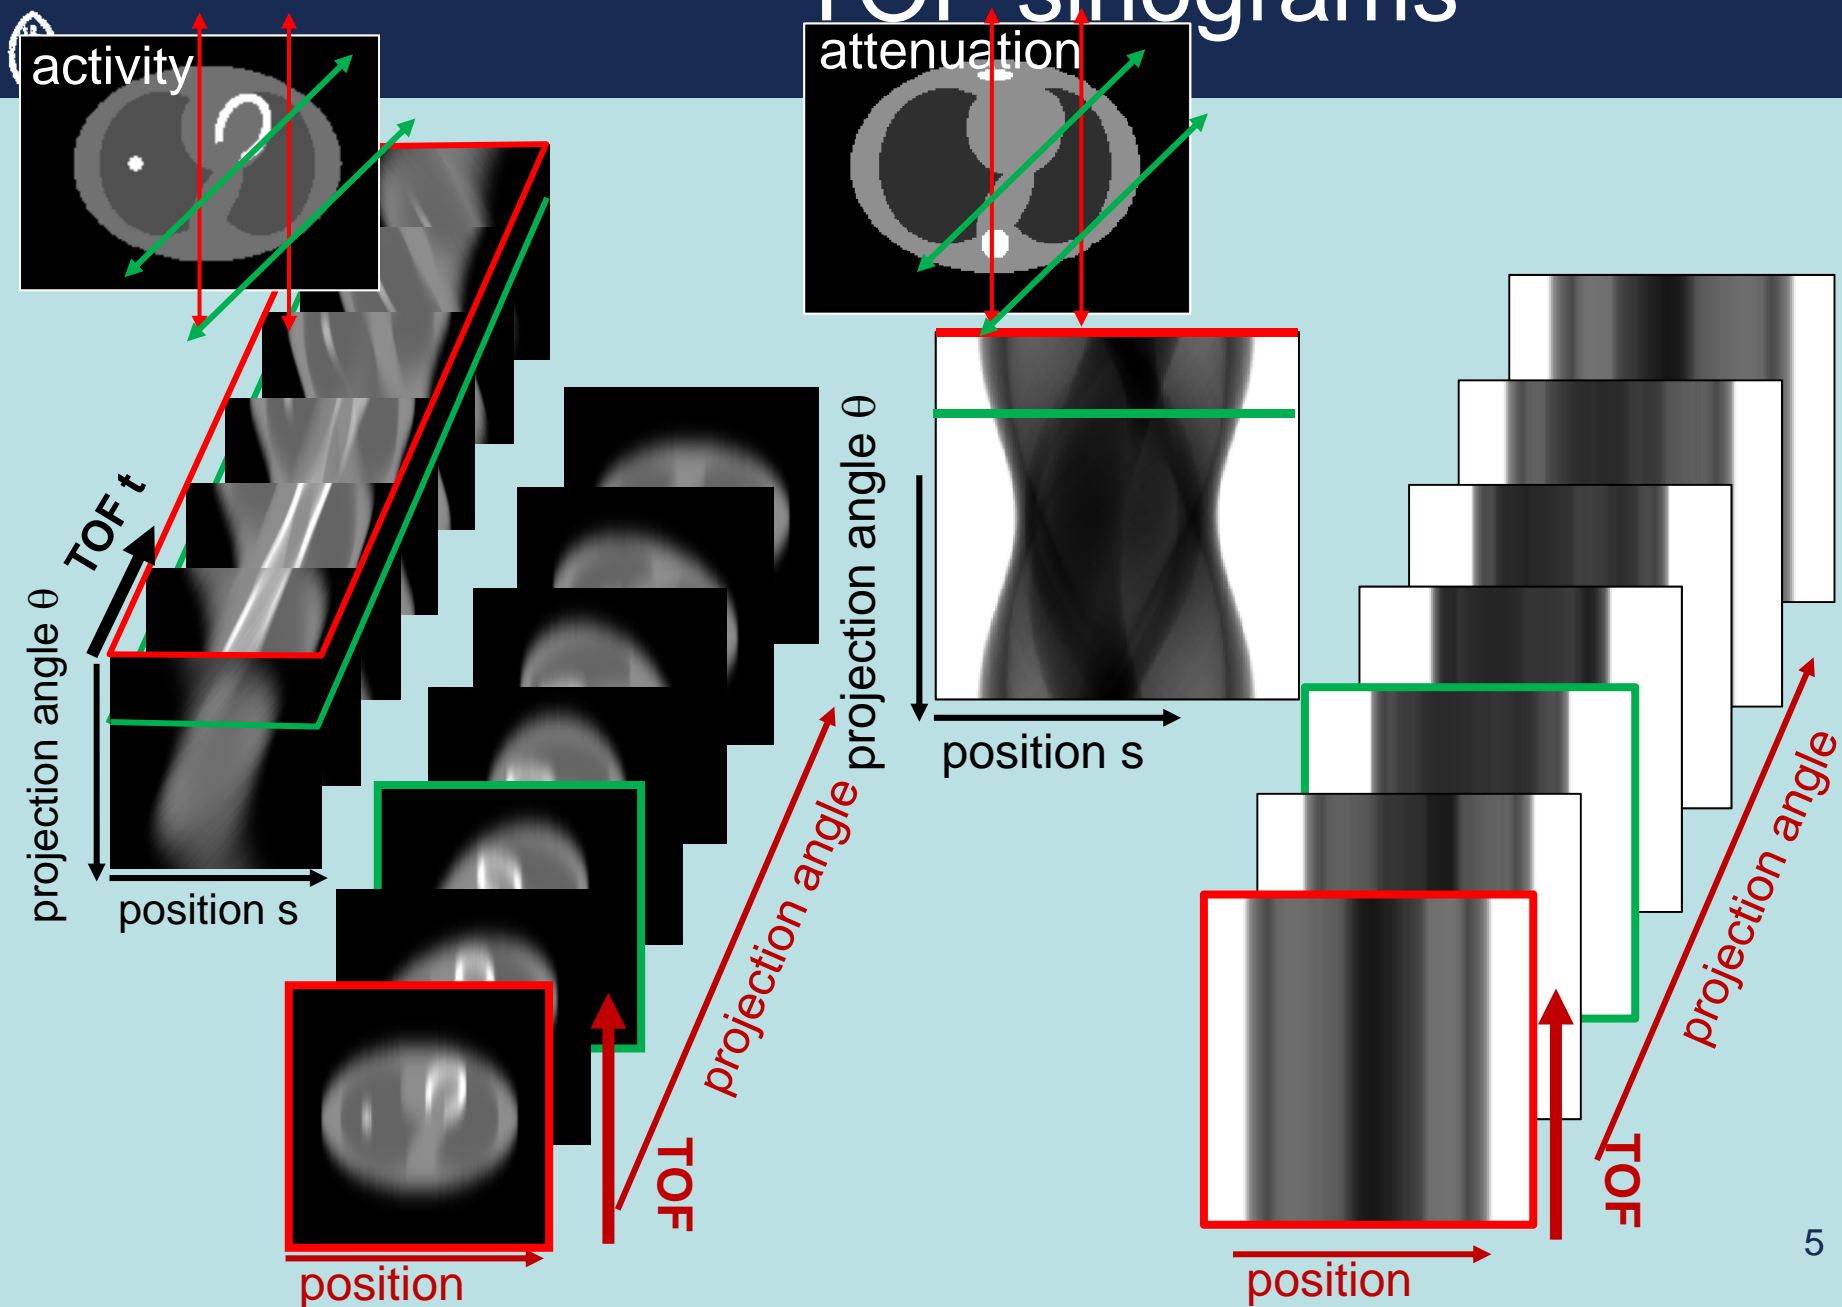 TOF sinograms
activity
attenuation
TOF t
projection angle θ
position s
projection angle
TOF
position
projection angle θ
position s
projection angle
TOF
position
5